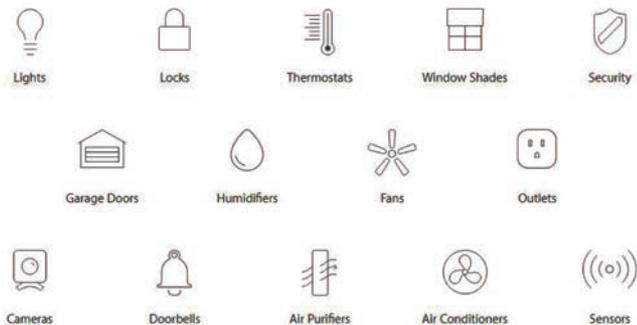 Lights
Locks
Thermostats
Window Shades
Security
Garage Doors
Humidifiers
Fans
Outlets
Cameras
Doorbells
Air Purifiers
Air Conditioners
Sensors